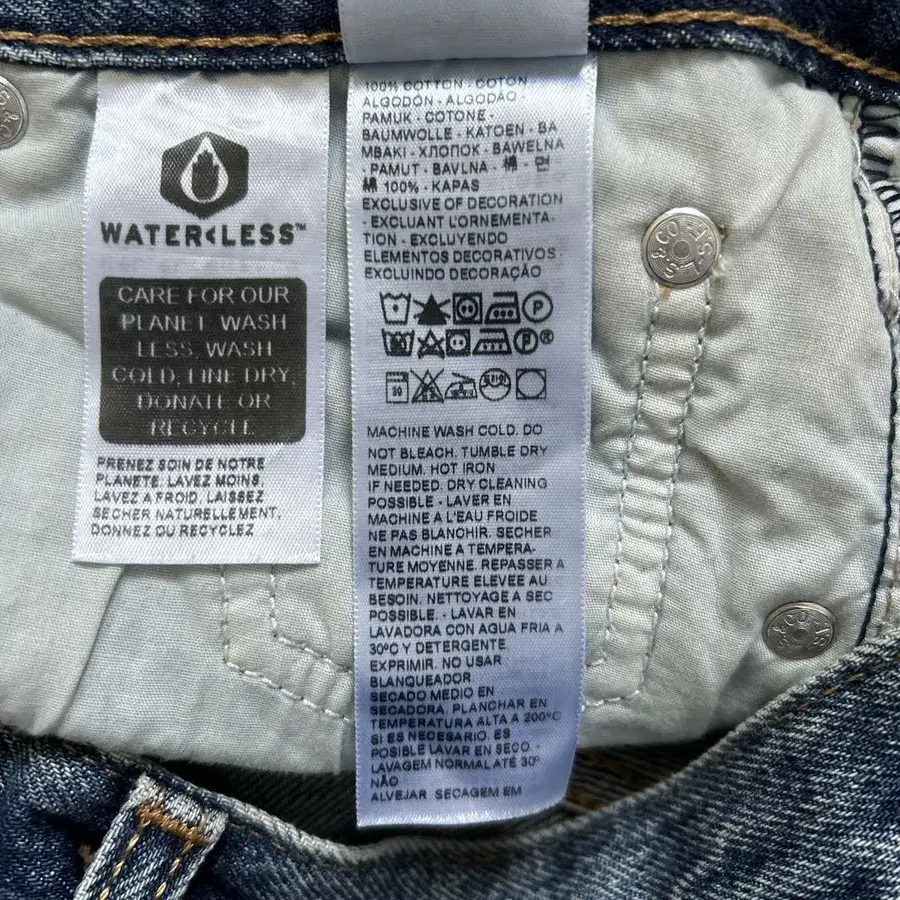 WATER<LESS™
CARE FOR OUR
PLANET. WASH
LESS, WASH
COLD, LINE DRY,
DONATE OR
RECYCLE
PRENEZ SOIN DE NOTRE
PLANETE. LAVEZ MOINS,
LAVEZ A FROID, LAISSEZ
SECHER NATURELLEMENT,
DONNEZ OU RECYCLEZ
100% COTTON - COTON
ALGODÓN - ALGODÃO -
PAMUK - COTONE -
BAUMWOLLE - KATOEN - BA
MBAKI - ХЛОПОК - BAWEŁNA
- PAMUT - BAVLNA - 棉 - 면
綿 100% - KAPAS
EXCLUSIVE OF DECORATION
- EXCLUANT L'ORNEMENTA-
TION - EXCLUYENDO
ELEMENTOS DECORATIVOS -
EXCLUINDO DECORAÇÃO
P
P®
30
MACHINE WASH COLD. DO
NOT BLEACH. TUMBLE DRY
MEDIUM. HOT IRON
IF NEEDED. DRY CLEANING
POSSIBLE - LAVER EN
MACHINE A L'EAU FROIDE
NE PAS BLANCHIR. SECHER
EN MACHINE A TEMPERA-
TURE MOYENNE. REPASSER A
TEMPERATURE ELEVEE AU
BESOIN. NETTOYAGE A SEC
POSSIBLE. - LAVAR EN
LAVADORA CON AGUA FRIA A
30ºC Y DETERGENTE
EXPRIMIR. NO USAR
BLANQUEADOR
SECADO MEDIO EN
SECADORA. PLANCHAR EN
TEMPERATURA ALTA A 200ºC
SI ES NECESARIO. ES
POSIBLE LAVAR EN SECO. -
LAVAGEM NORMAL ATÉ 30º
NÃO
ALVEJAR. SECAGEM EM